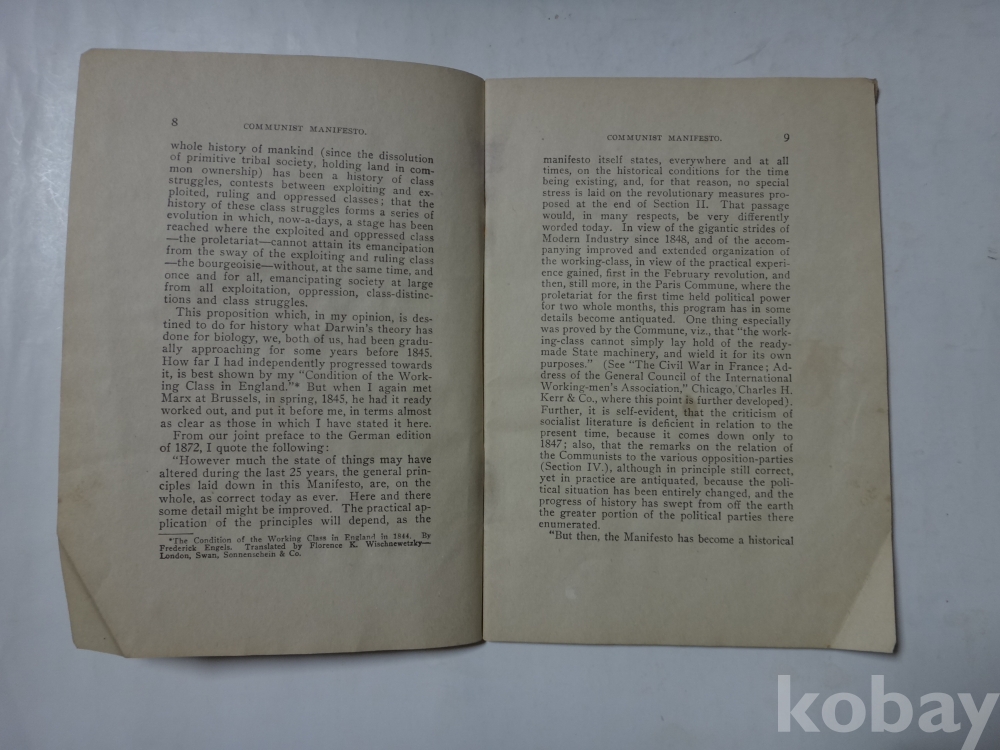 8
COMMUNIST MANIFESTO.
whole history of mankind (since the dissolution
of primitive tribal society, holding land in com-
mon ownership) has been a history of class
struggles, contests between exploiting and ex-
ploited, ruling and oppressed classes; that the
history of these class struggles forms a series of
evolution in which, now-a-days, a stage has been
reached where the exploited and oppressed class
—the proletariat—cannot attain its emancipation
from the sway of the exploiting and ruling class
—the bourgeoisie—without, at the same time, and
once and for all, emancipating society at large
from all exploitation, oppression, class-distinc-
tions and class struggles.
This proposition which, in my opinion, is des-
tined to do for history what Darwin's theory has
done for biology, we, both of us, had been gradu-
ally approaching for some years before 1845.
How far I had independently progressed towards
it, is best shown by my "Condition of the Work-
ing Class in England."* But when I again met
Marx at Brussels, in spring, 1845, he had it ready
worked out, and put it before me, in terms almost
as clear as those in which I have stated it here.
From our joint preface to the German edition
of 1872, I quote the following:
"However much the state of things may have
altered during the last 25 years, the general prin-
ciples laid down in this Manifesto, are, on the
whole, as correct today as ever. Here and there
some detail might be improved. The practical ap-
plication of the principles will depend, as the
*The Condition of the Working Class in England in 1844. By
Frederick Engels. Translated by Florence K. Wischnewetzky—
London, Swan, Sonnenschein & Co.
COMMUNIST MANIFESTO.
9
manifesto itself states, everywhere and at all
times, on the historical conditions for the time
being existing, and, for that reason, no special
stress is laid on the revolutionary measures pro-
posed at the end of Section II. That passage
would, in many respects, be very differently
worded today. In view of the gigantic strides of
Modern Industry since 1848, and of the accom-
panying improved and extended organization of
the working-class, in view of the practical experi-
ence gained, first in the February revolution, and
then, still more, in the Paris Commune, where the
proletariat for the first time held political power
for two whole months, this program has in some
details become antiquated. One thing especially
was proved by the Commune, viz., that "the work-
ing-class cannot simply lay hold of the ready-
made State machinery, and wield it for its own
purposes." (See "The Civil War in France; Ad-
dress of the General Council of the International
Working-men's Association," Chicago, Charles H.
Kerr & Co., where this point is further developed).
Further, it is self-evident, that the criticism of
socialist literature is deficient in relation to the
present time, because it comes down only to
1847; also, that the remarks on the relation of
the Communists to the various opposition-parties
(Section IV.), although in principle still correct,
yet in practice are antiquated, because the poli-
tical situation has been entirely changed, and the
progress of history has swept from off the earth
the greater portion of the political parties there
enumerated.
"But then, the Manifesto has become a historical
kobay